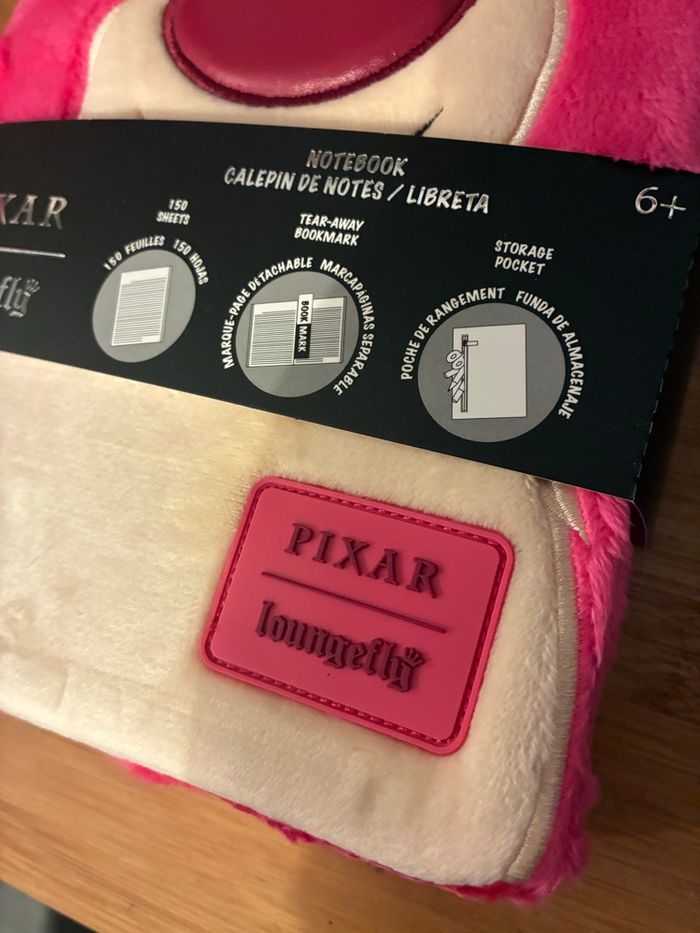 NOTEBOOK
CALEPIN DE NOTES / LIBRETA
6+
150
SHEETS
150 FEUILLES 150 HOJAS
TEAR-AWAY
BOOKMARK
MARQUE-PAGE DÉTACHABLE MARCAPÁGINAS SEPARABLE
BOOK MARK
STORAGE
POCKET
POCHE DE RANGEMENT FUNDA DE ALMACENAJE
PIXAR
loungefly